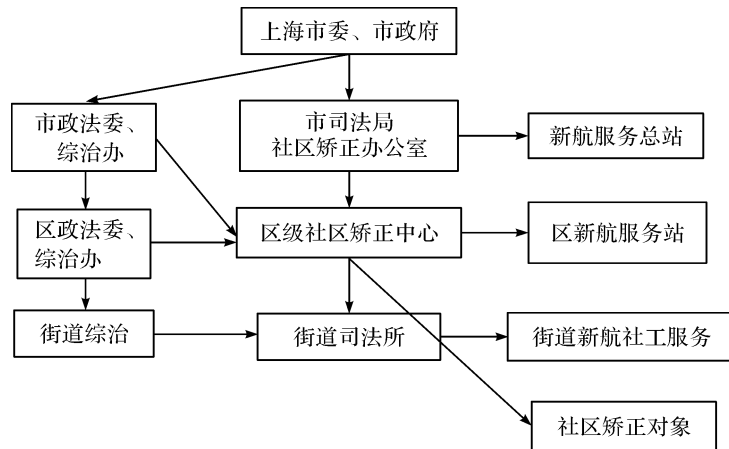 上海市委、市政府
市政法委、
综治办
市司法局
社区矫正办公室
新航服务总站
区政法委、
综治办
区级社区矫正中心
区新航服务站
街道综治
街道司法所
街道新航社工服务
社区矫正对象